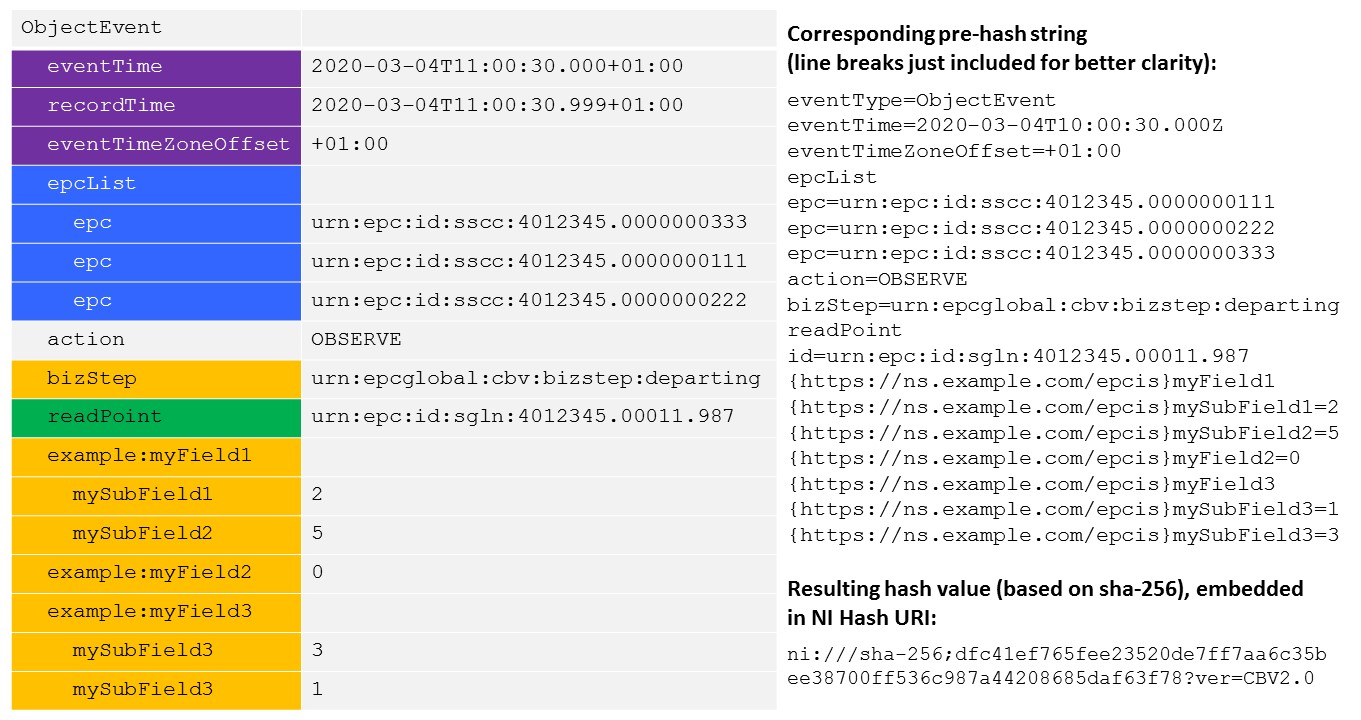 ObjectEvent
eventTime 2020-03-04T11:00:30.000+01:00
recordTime 2020-03-04T11:00:30.999+01:00
eventTimeZoneOffset +01:00
epcList
epc urn:epc:id:sscc:4012345.0000000333
epc urn:epc:id:sscc:4012345.0000000111
epc urn:epc:id:sscc:4012345.0000000222
action OBSERVE
bizStep urn:epcglobal:cbv:bizstep:departing
readPoint urn:epc:id:sgln:4012345.00011.987
example:myField1
mySubField1 2
mySubField2 5
example:myField2 0
example:myField3
mySubField3 3
mySubField3 1
Corresponding pre-hash string
(line breaks just included for better clarity):
eventType=ObjectEvent
eventTime=2020-03-04T10:00:30.000Z
eventTimeZoneOffset=+01:00
epcList
epc=urn:epc:id:sscc:4012345.0000000111
epc=urn:epc:id:sscc:4012345.0000000222
epc=urn:epc:id:sscc:4012345.0000000333
action=OBSERVE
bizStep=urn:epcglobal:cbv:bizstep:departing
readPoint
id=urn:epc:id:sgln:4012345.00011.987
{https://ns.example.com/epcis}myField1
{https://ns.example.com/epcis}mySubField1=2
{https://ns.example.com/epcis}mySubField2=5
{https://ns.example.com/epcis}myField2=0
{https://ns.example.com/epcis}myField3
{https://ns.example.com/epcis}mySubField3=1
{https://ns.example.com/epcis}mySubField3=3
Resulting hash value (based on sha-256), embedded
in NI Hash URI:
ni:///sha-256;dfc41ef765fee23520de7ff7aa6c35b
ee38700ff536c987a44208685daf63f78?ver=CBV2.0